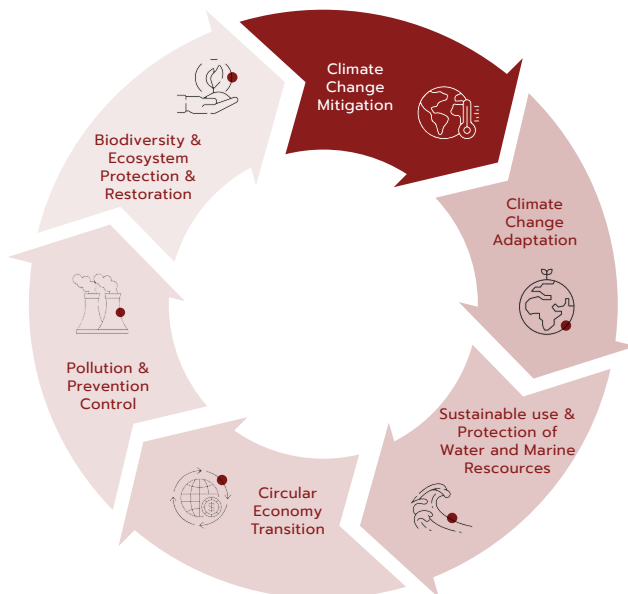 Climate
Change
Mitigation
Climate
Change
Adaptation
Sustainable use &
Protection of
Water and Marine
Rescources
Circular
Economy
Transition
Pollution &
Prevention
Control
Biodiversity &
Ecosystem
Protection &
Restoration